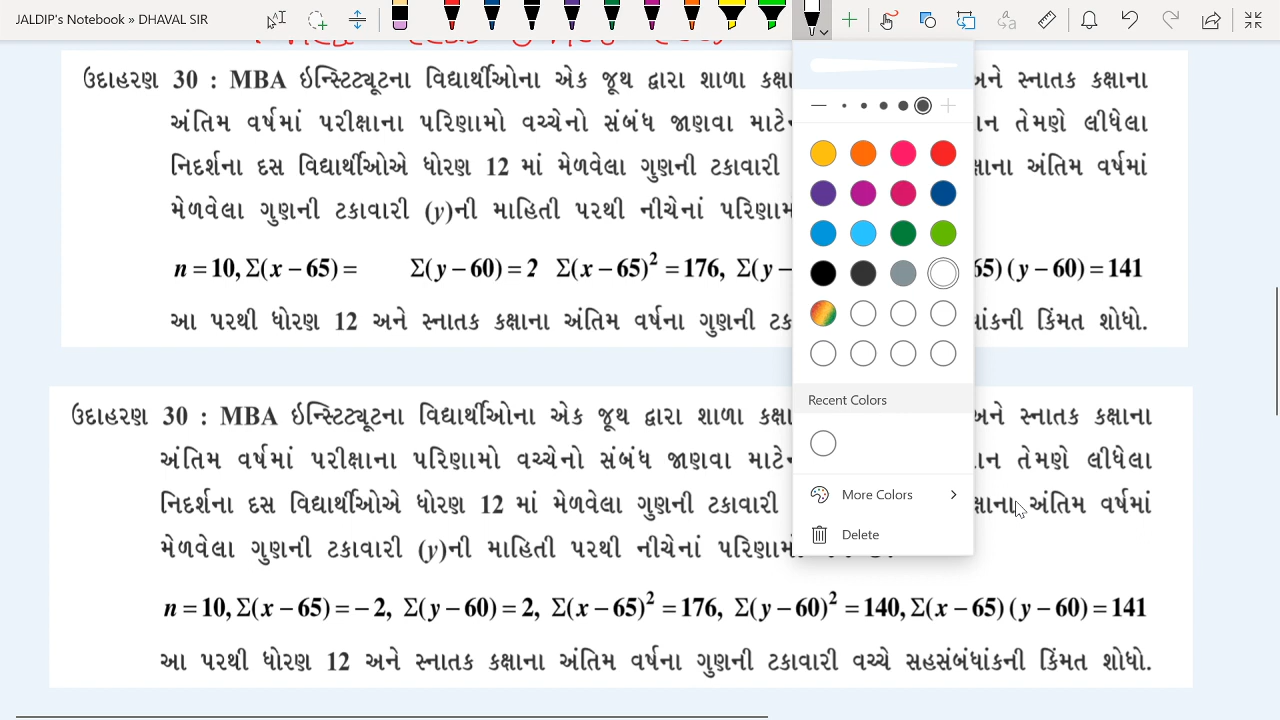 JALDIP's Notebook » DHAVAL SIR
ઉદાહરણ 30 : MBA ઇન્સ્ટિટ્યૂટના વિદ્યાર્થીઓના એક જૂથ દ્વારા શાળા કક્ષા અને સ્નાતક કક્ષાના
અંતિમ વર્ષમાં પરીક્ષાના પરિણામો વચ્ચેનો સંબંધ જાણવા માટે તેમણે લીધેલા
નિદર્શના દસ વિદ્યાર્થીઓએ ધોરણ 12 માં મેળવેલા ગુણની ટકાવારી અંતિમ વર્ષમાં
મેળવેલા ગુણની ટકાવારી (y)ની માહિતી પરથી નીચેનાં પરિણામ
n = 10, Σ(x − 65) = Σ(y − 60) = 2 Σ(x − 65)² = 176, Σ(y − 65) (y − 60) = 141
આ પરથી ધોરણ 12 અને સ્નાતક કક્ષાના અંતિમ વર્ષના ગુણની ટક કિંમત શોધો.
Recent Colors
More Colors
Delete
ઉદાહરણ 30 : MBA ઇન્સ્ટિટ્યૂટના વિદ્યાર્થીઓના એક જૂથ દ્વારા શાળા કક્ષા અને સ્નાતક કક્ષાના
અંતિમ વર્ષમાં પરીક્ષાના પરિણામો વચ્ચેનો સંબંધ જાણવા માટે તેમણે લીધેલા
નિદર્શના દસ વિદ્યાર્થીઓએ ધોરણ 12 માં મેળવેલા ગુણની ટકાવારી અંતિમ વર્ષમાં
મેળવેલા ગુણની ટકાવારી (y)ની માહિતી પરથી નીચેનાં પરિણામો
n = 10, Σ(x − 65) = − 2, Σ(y − 60) = 2, Σ(x − 65)² = 176, Σ(y − 60)² = 140, Σ(x − 65) (y − 60) = 141
આ પરથી ધોરણ 12 અને સ્નાતક કક્ષાના અંતિમ વર્ષના ગુણની ટકાવારી વચ્ચે સહસંબંધાંકની કિંમત શોધો.